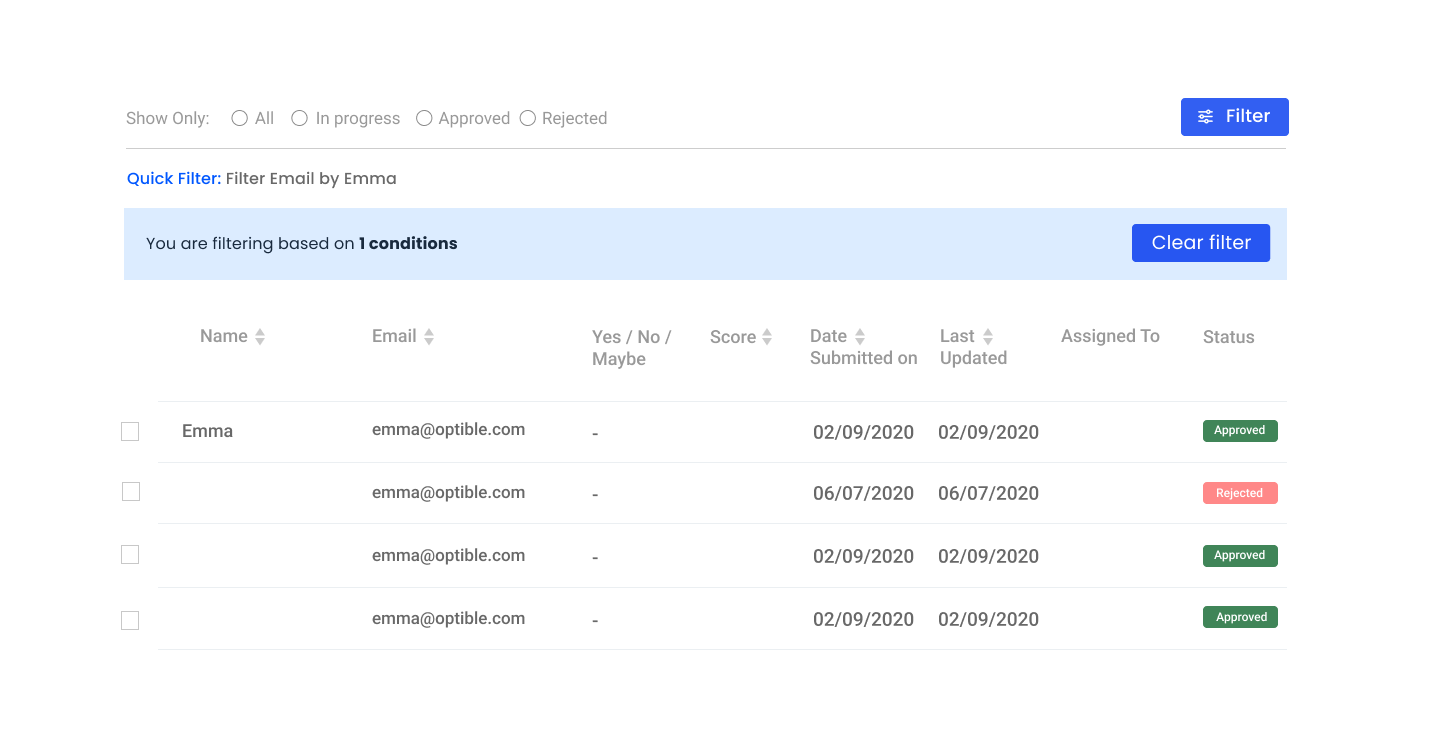 Show Only: All In progress Approved Rejected Filter
Quick Filter: Filter Email by Emma
You are filtering based on 1 conditions Clear filter
Name Email Yes / No / Score Date Last Assigned To Status
Maybe Submitted on Updated
Emma emma@optible.com - 02/09/2020 02/09/2020 Approved
emma@optible.com - 06/07/2020 06/07/2020 Rejected
emma@optible.com - 02/09/2020 02/09/2020 Approved
emma@optible.com - 02/09/2020 02/09/2020 Approved